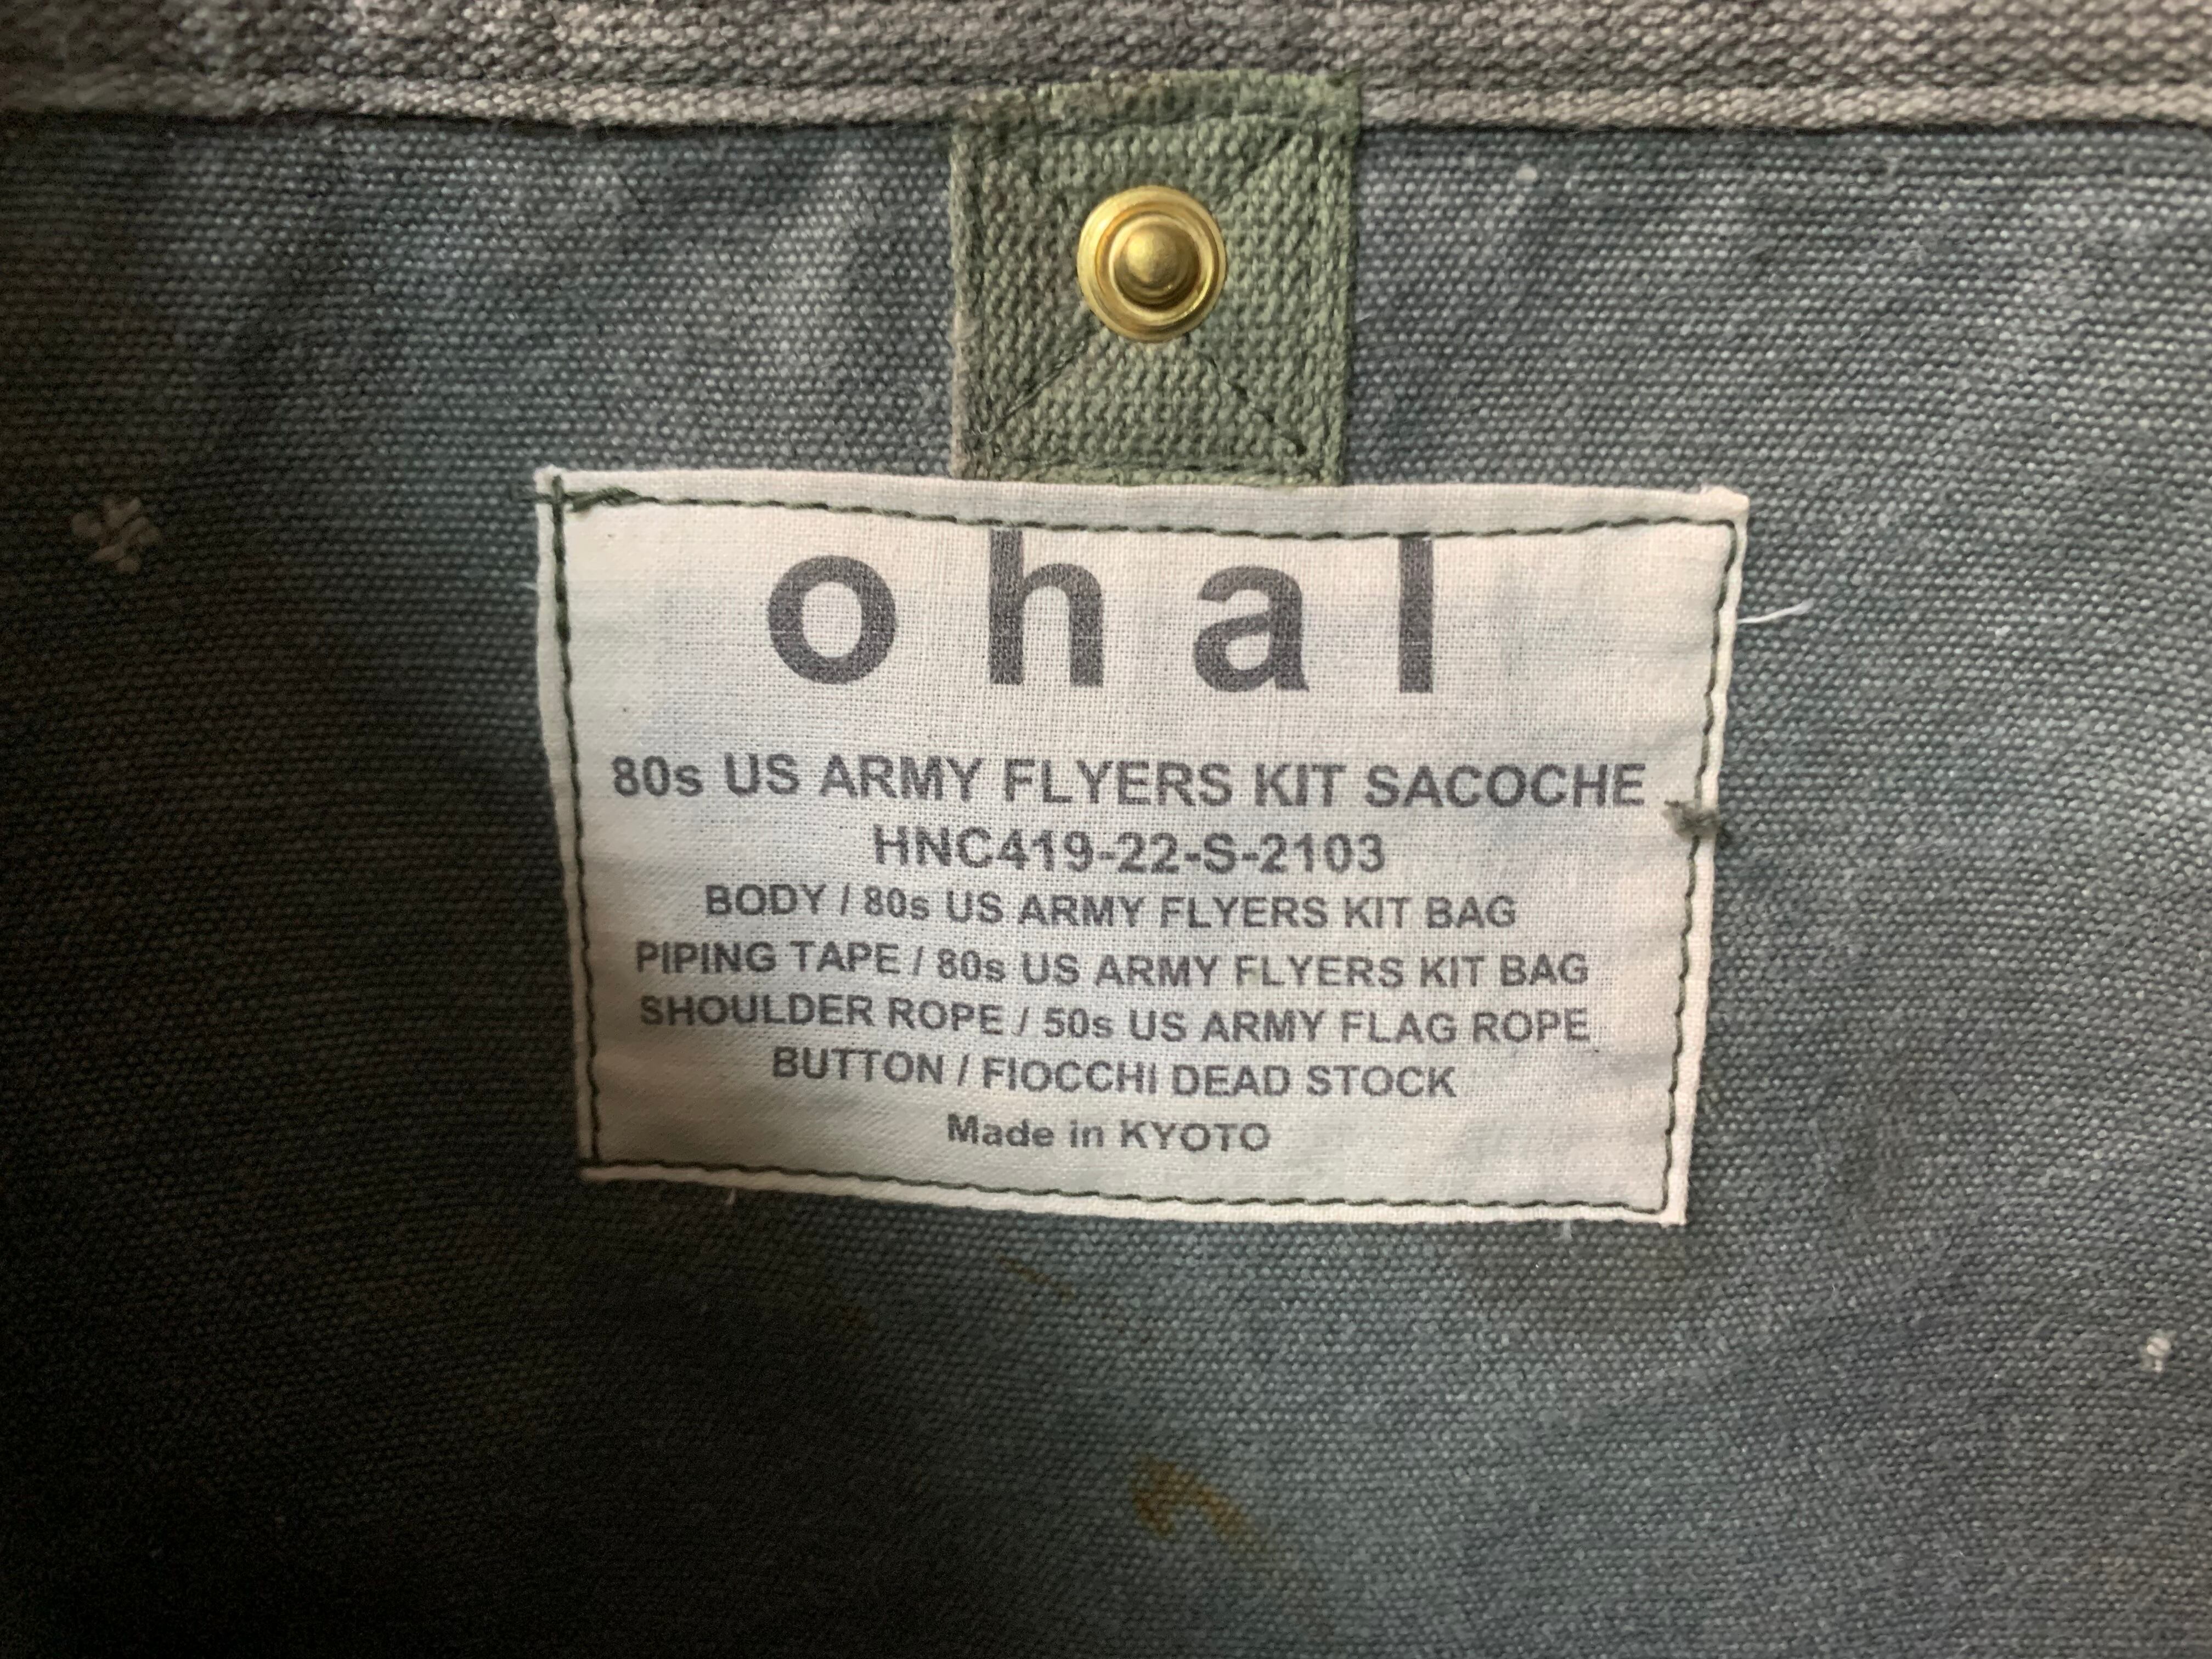 ohal
80s US ARMY FLYERS KIT SACOCHE
HNC419-22-S-2103
BODY / 80s US ARMY FLYERS KIT BAG
PIPING TAPE / 80s US ARMY FLYERS KIT BAG
SHOULDER ROPE / 50s US ARMY FLAG ROPE
BUTTON / FIOCCHI DEAD STOCK
Made in KYOTO